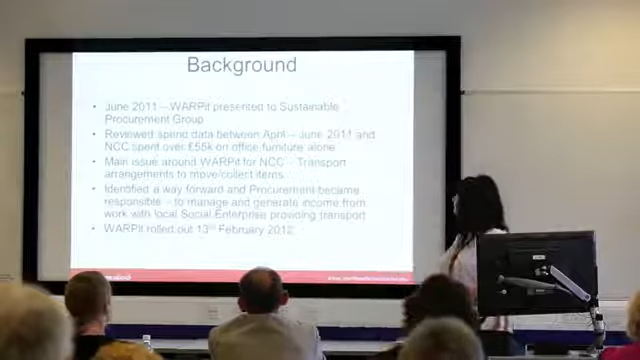 Background
• June 2011 – WARPit presented to Sustainable
Procurement Group
• Reviewed spend data between April – June 2011 and
NCC spent over £55k on office furniture alone
• Main issue around WARPit for NCC – Transport
arrangements to move/collect items
• Identified a way forward and Procurement became
responsible – to manage and generate income from
work with local Social Enterprise providing transport
• WARPit rolled out 13th February 2012